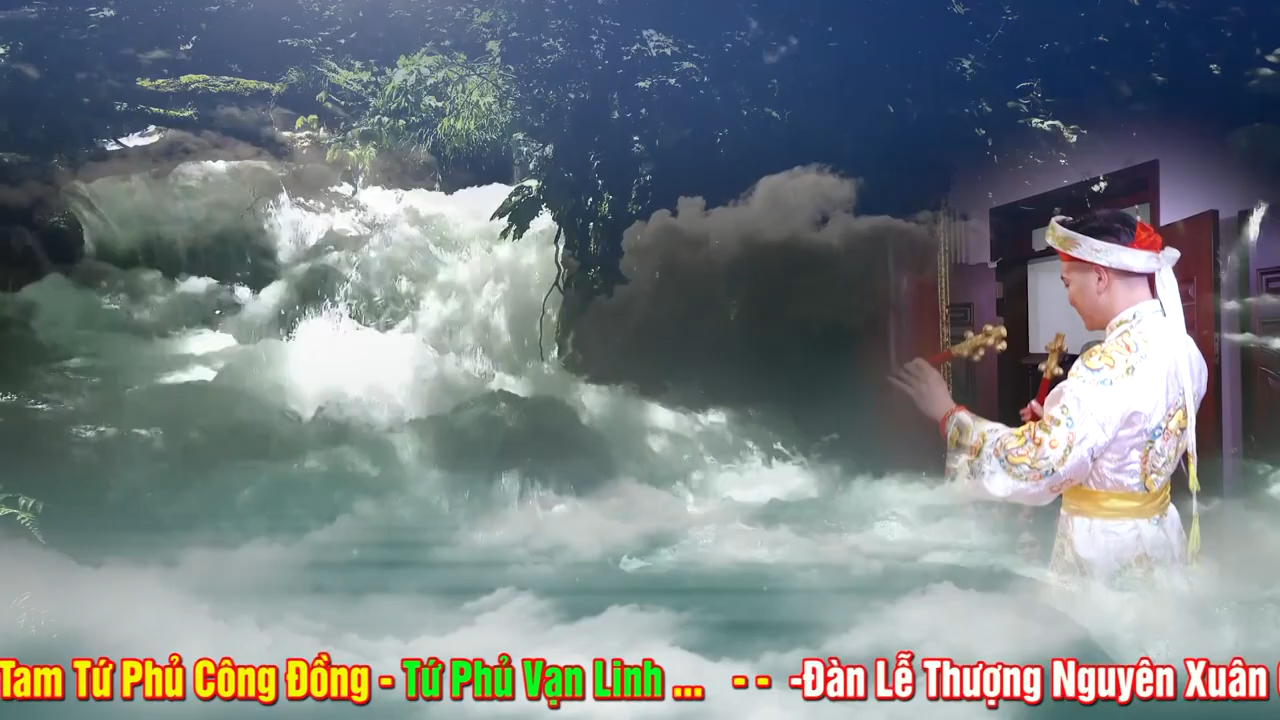 Tam Tứ Phủ Công Đồng - Tứ Phủ Vạn Linh ... - - -Đàn Lễ Thượng Nguyên Xuân